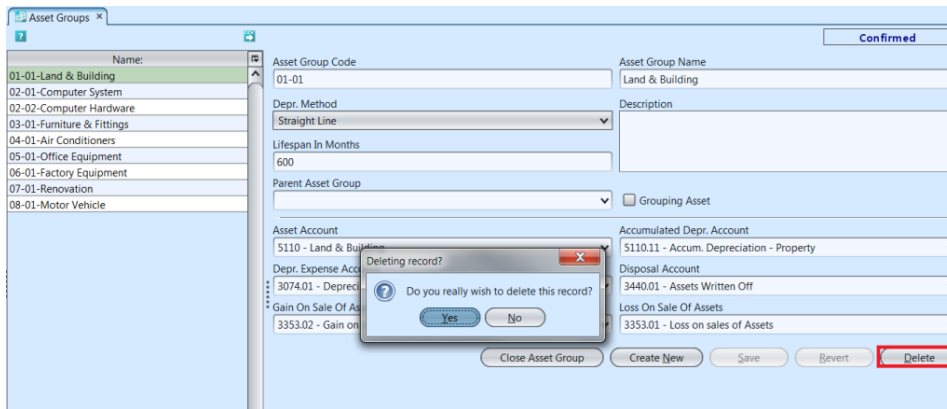 Asset Groups
Confirmed
Name:
01-01-Land & Building
02-01-Computer System
02-02-Computer Hardware
03-01-Furniture & Fittings
04-01-Air Conditioners
05-01-Office Equipment
06-01-Factory Equipment
07-01-Renovation
08-01-Motor Vehicle
Asset Group Code
01-01
Asset Group Name
Land & Building
Depr. Method
Straight Line
Description
Lifespan In Months
600
Parent Asset Group
Grouping Asset
Asset Account
5110 - Land & Building
Accumulated Depr. Account
5110.11 - Accum. Depreciation - Property
Depr. Expense Acco
3074.01 - Depreci
Disposal Account
3440.01 - Assets Written Off
Gain On Sale Of As
3353.02 - Gain on
Loss On Sale Of Assets
3353.01 - Loss on sales of Assets
Deleting record?
Do you really wish to delete this record?
Yes No
Close Asset Group Create New Save Revert Delete